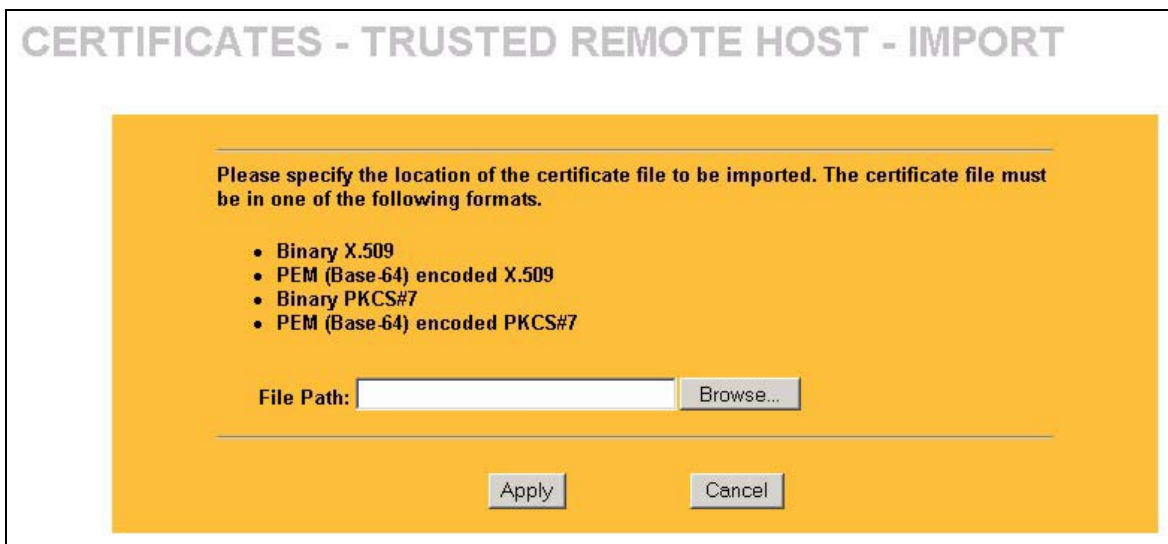 CERTIFICATES - TRUSTED REMOTE HOST - IMPORT
Please specify the location of the certificate file to be imported. The certificate file must
be in one of the following formats.
• Binary X.509
• PEM (Base-64) encoded X.509
• Binary PKCS#7
• PEM (Base-64) encoded PKCS#7
File Path: Browse...
Apply Cancel